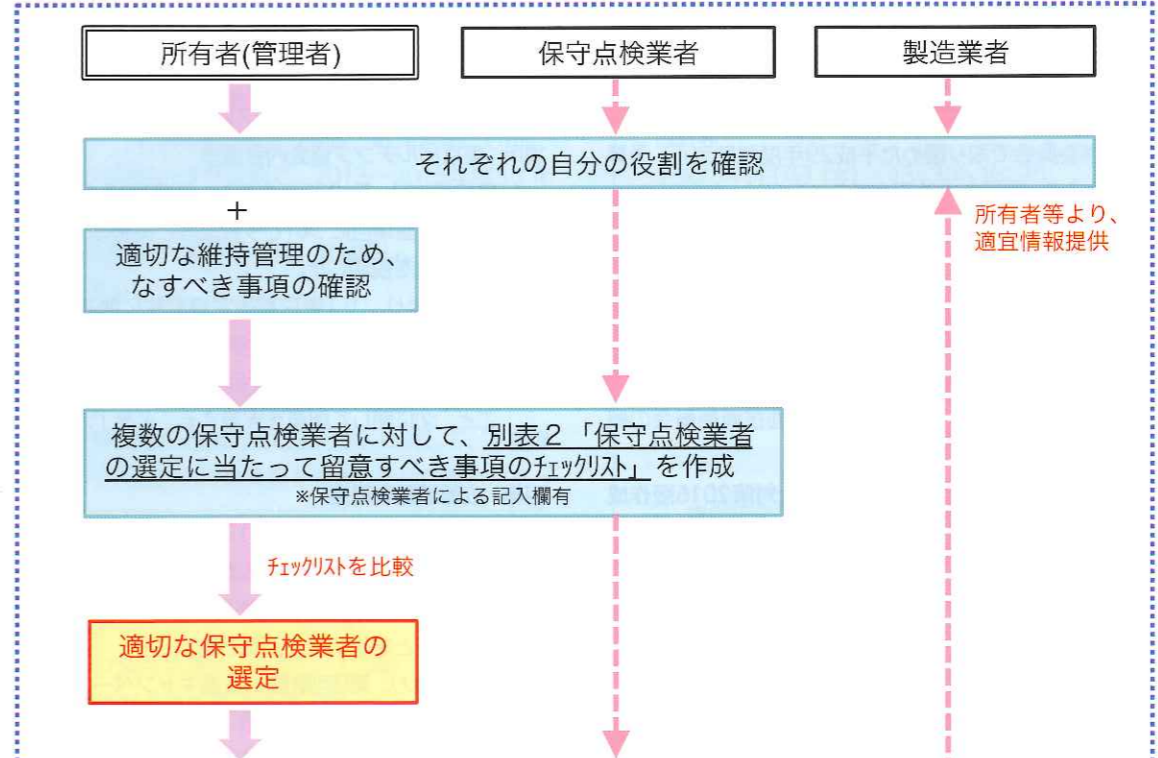 所有者(管理者)
保守点検業者
製造業者
それぞれの自分の役割を確認
+
所有者等より、
適宜情報提供
適切な維持管理のため、
なすべき事項の確認
複数の保守点検業者に対して、別表２「保守点検業者
の選定に当たって留意すべき事項のﾁｪｯｸﾘｽﾄ」を作成
※保守点検業者による記入欄有
ﾁｪｯｸﾘｽﾄを比較
適切な保守点検業者の
選定